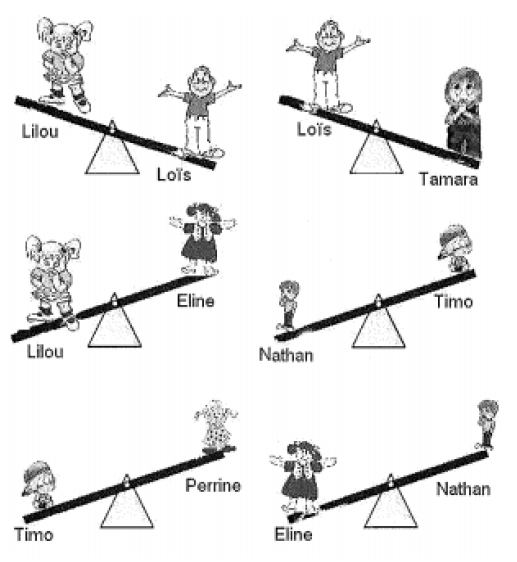 Lilou
Loïs
Loïs
Tamara
Lilou
Eline
Nathan
Timo
Timo
Perrine
Eline
Nathan